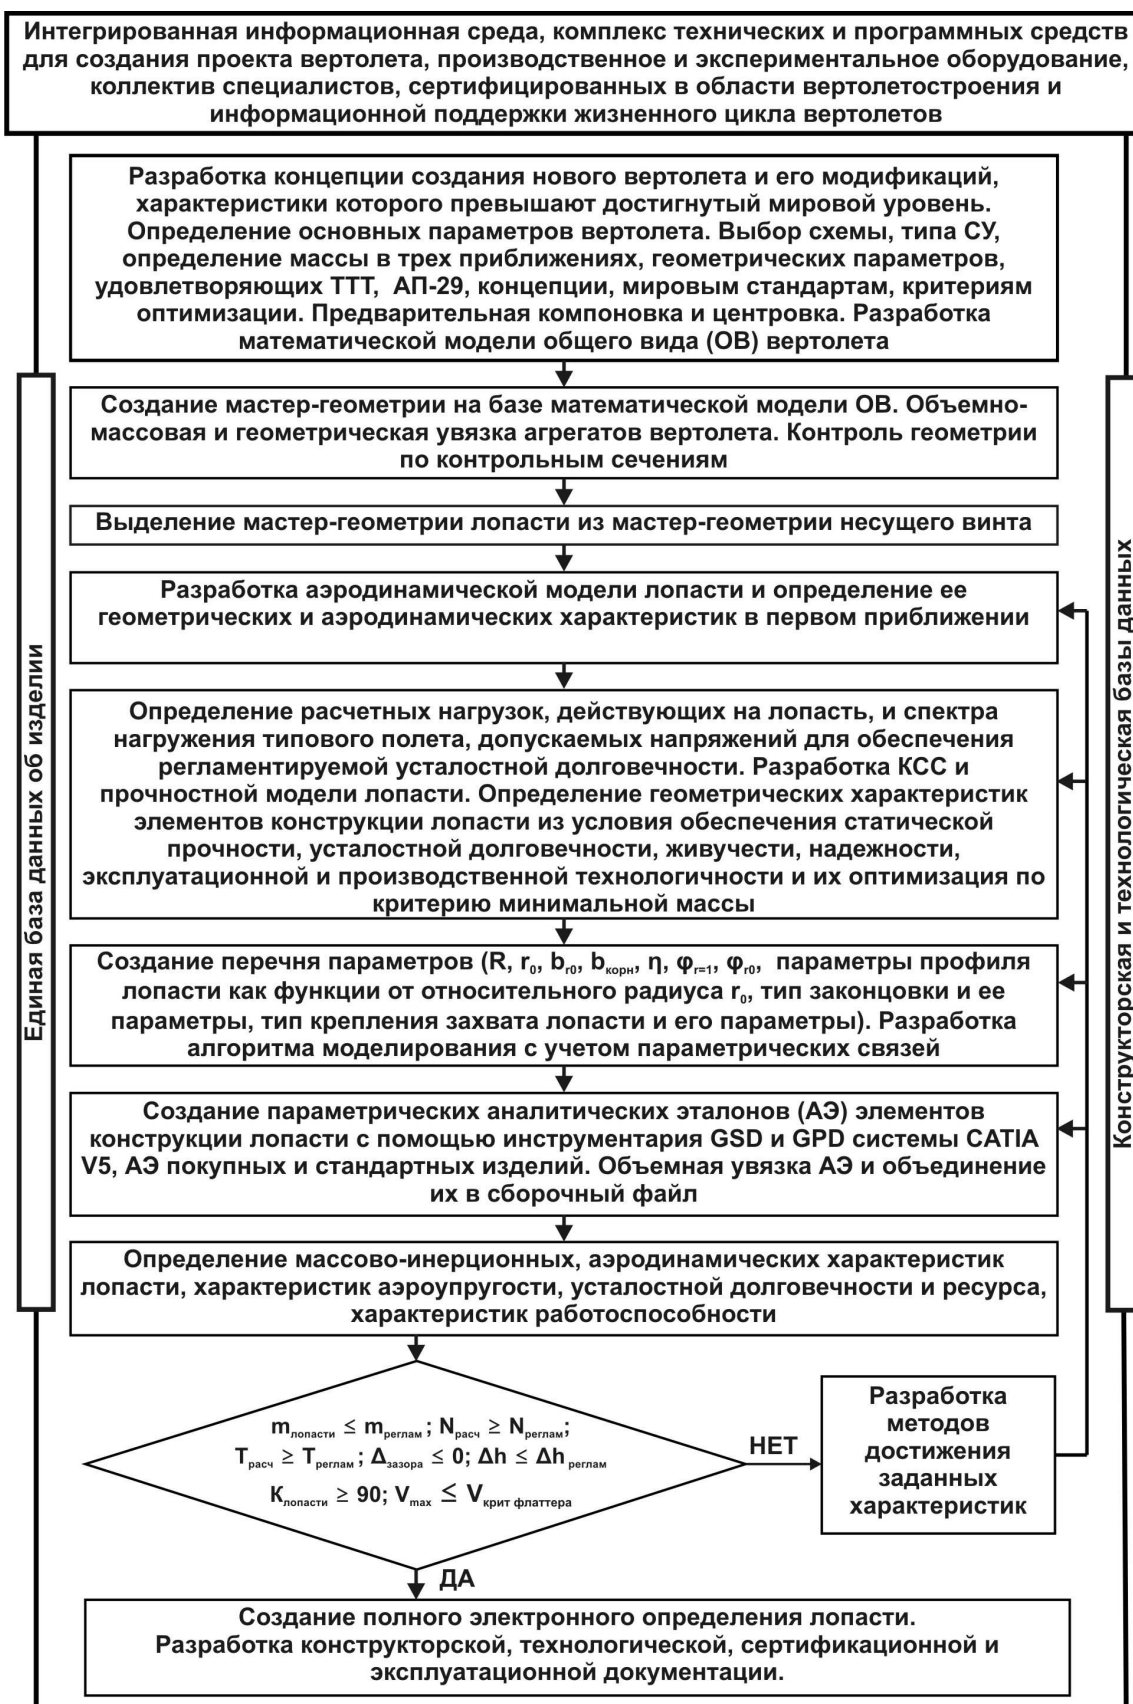 Интегрированная информационная среда, комплекс технических и программных средств
для создания проекта вертолета, производственное и экспериментальное оборудование,
коллектив специалистов, сертифицированных в области вертолетостроения и
информационной поддержки жизненного цикла вертолетов
Разработка концепции создания нового вертолета и его модификаций,
характеристики которого превышают достигнутый мировой уровень.
Определение основных параметров вертолета. Выбор схемы, типа СУ,
определение массы в трех приближениях, геометрических параметров,
удовлетворяющих ТТТ, АП-29, концепции, мировым стандартам, критериям
оптимизации. Предварительная компоновка и центровка. Разработка
математической модели общего вида (ОВ) вертолета
Создание мастер-геометрии на базе математической модели ОВ. Объемно-
массовая и геометрическая увязка агрегатов вертолета. Контроль геометрии
по контрольным сечениям
Выделение мастер-геометрии лопасти из мастер-геометрии несущего винта
Разработка аэродинамической модели лопасти и определение ее
геометрических и аэродинамических характеристик в первом приближении
Определение расчетных нагрузок, действующих на лопасть, и спектра
нагружения типового полета, допускаемых напряжений для обеспечения
регламентируемой усталостной долговечности. Разработка КСС и
прочностной модели лопасти. Определение геометрических характеристик
элементов конструкции лопасти из условия обеспечения статической
прочности, усталостной долговечности, живучести, надежности,
эксплуатационной и производственной технологичности и их оптимизация по
критерию минимальной массы
Создание перечня параметров (R, r₀, b_r0, b_корн, η, φ_r=1, φ_r0, параметры профиля
лопасти как функции от относительного радиуса r₀, тип законцовки и ее
параметры, тип крепления захвата лопасти и его параметры). Разработка
алгоритма моделирования с учетом параметрических связей
Создание параметрических аналитических эталонов (АЭ) элементов
конструкции лопасти с помощью инструментария GSD и GPD системы CATIA
V5, АЭ покупных и стандартных изделий. Объемная увязка АЭ и объединение
их в сборочный файл
Определение массово-инерционных, аэродинамических характеристик
лопасти, характеристик аэроупругости, усталостной долговечности и ресурса,
характеристик работоспособности
m_лопасти ≤ m_реглам; N_расч ≥ N_реглам;
T_расч ≥ T_реглам; Δ_зазора ≤ 0; Δh ≤ Δh_реглам
К_лопасти ≥ 90; V_max ≤ V_крит флаттера
НЕТ
Разработка
методов
достижения
заданных
характеристик
ДА
Создание полного электронного определения лопасти.
Разработка конструкторской, технологической, сертификационной и
эксплуатационной документации.
Единая база данных об изделии
Конструкторская и технологическая базы данных